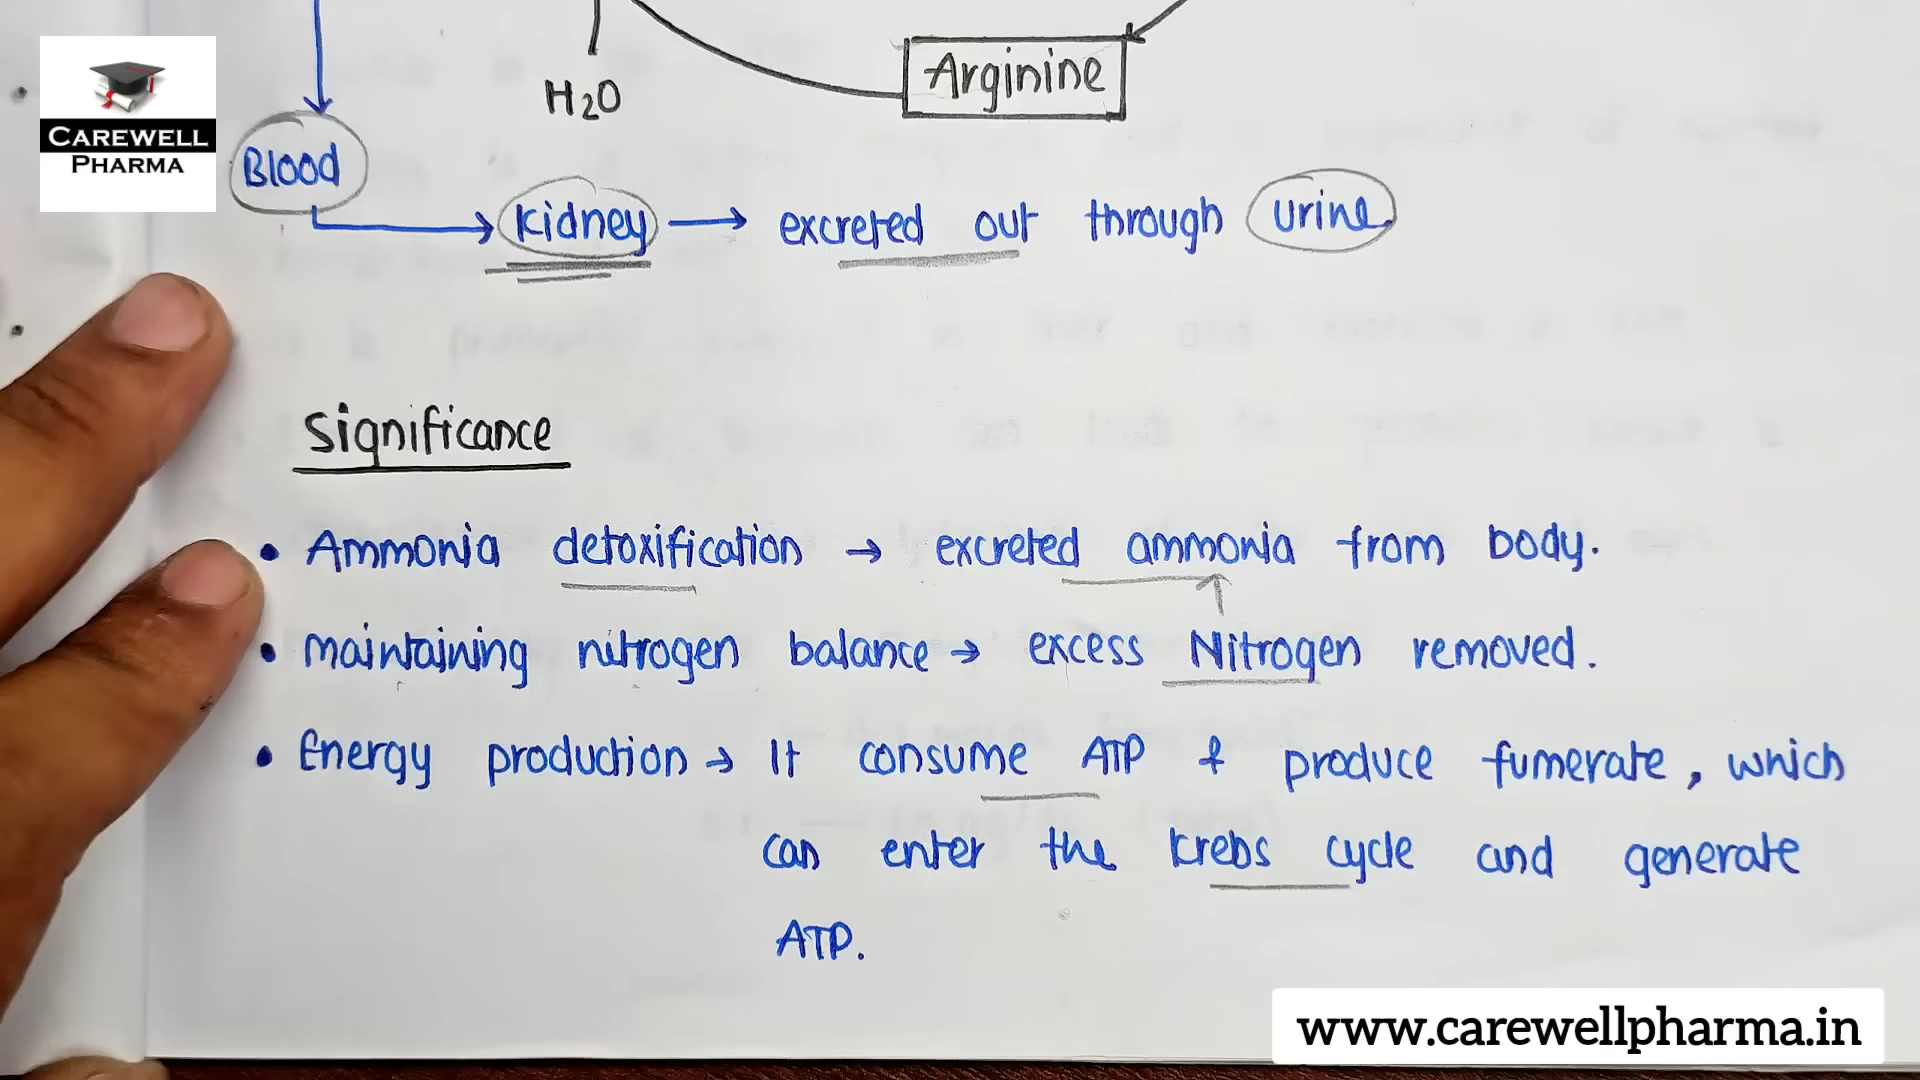 Arginine
H2O
CAREWELL
PHARMA
Blood
kidney → excreted out through urine.
Significance
• Ammonia detoxification → excreted ammonia from body.
• maintaining nitrogen balance → excess Nitrogen removed.
• Energy production → It consume ATP & produce fumerate, which
can enter the krebs cycle and generate
ATP.
www.carewellpharma.in